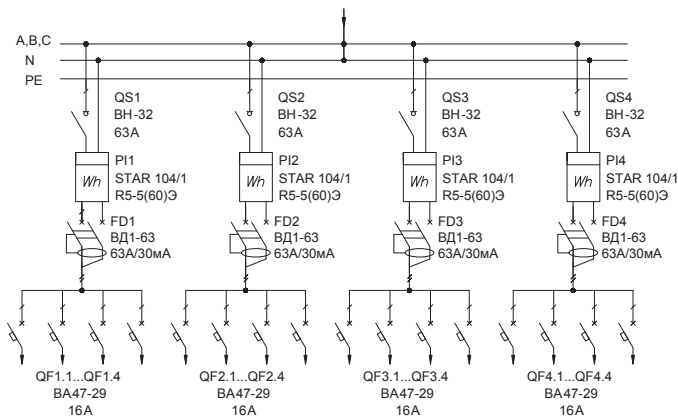 A,B,C
N
PE
QS1
ВН-32
63А
QS2
ВН-32
63А
QS3
ВН-32
63А
QS4
ВН-32
63А
Wh
PI1
STAR 104/1
R5-5(60)Э
Wh
PI2
STAR 104/1
R5-5(60)Э
Wh
PI3
STAR 104/1
R5-5(60)Э
Wh
PI4
STAR 104/1
R5-5(60)Э
FD1
ВД1-63
63А/30мА
FD2
ВД1-63
63А/30мА
FD3
ВД1-63
63А/30мА
FD4
ВД1-63
63А/30мА
QF1.1...QF1.4
ВА47-29
16А
QF2.1...QF2.4
ВА47-29
16А
QF3.1...QF3.4
ВА47-29
16А
QF4.1...QF4.4
ВА47-29
16А